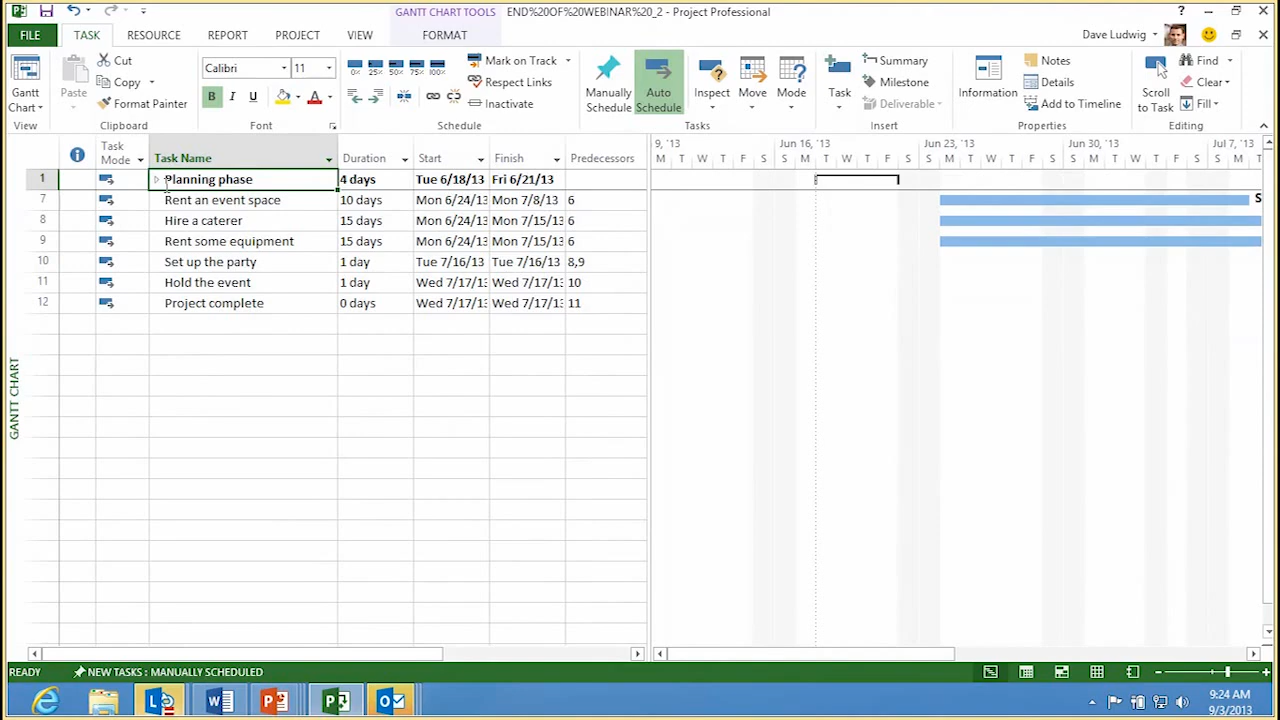 GANTT CHART TOOLS END%20OF%20WEBINAR%20_2 - Project Professional ?
FILE TASK RESOURCE REPORT PROJECT VIEW FORMAT Dave Ludwig
Gantt Chart
View
Paste
Cut
Copy
Format Painter
Clipboard
Calibri 11
B I U A
Font
0% 25% 50% 75% 100%
Mark on Track
Respect Links
Inactivate
Schedule
Manually Schedule
Auto Schedule
Inspect
Move
Mode
Tasks
Task
Summary
Milestone
Deliverable
Insert
Information
Notes
Details
Add to Timeline
Properties
Scroll to Task
Find
Clear
Fill
Editing
Task Mode Task Name Duration Start Finish Predecessors
9, '13 Jun 16, '13 Jun 23, '13 Jun 30, '13 Jul 7, '13
M T W T F S S M T W T F S S M T W T F S S M T W T F S S M T
1 Planning phase 4 days Tue 6/18/13 Fri 6/21/13
7 Rent an event space 10 days Mon 6/24/13 Mon 7/8/13 6
8 Hire a caterer 15 days Mon 6/24/13 Mon 7/15/13 6
9 Rent some equipment 15 days Mon 6/24/13 Mon 7/15/13 6
10 Set up the party 1 day Tue 7/16/13 Tue 7/16/13 8,9
11 Hold the event 1 day Wed 7/17/13 Wed 7/17/13 10
12 Project complete 0 days Wed 7/17/13 Wed 7/17/13 11
S
GANTT CHART
READY NEW TASKS : MANUALLY SCHEDULED
9:24 AM
9/3/2013